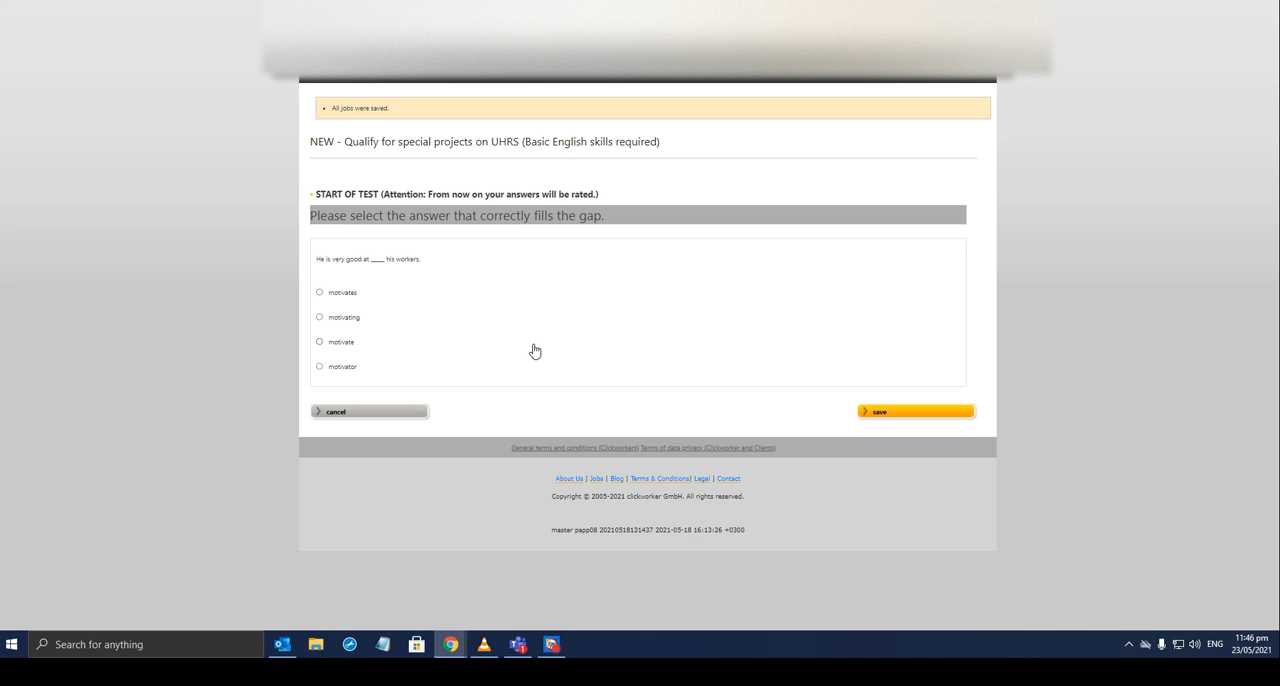 All jobs were saved.
NEW - Qualify for special projects on UHRS (Basic English skills required)
START OF TEST (Attention: From now on your answers will be rated.)
Please select the answer that correctly fills the gap.
He is very good at ____ his workers.
motivates
motivating
motivate
motivator
cancel
save
General terms and conditions (Clickworkers) Terms of data privacy (Clickworker and Clients)
About Us | Jobs | Blog | Terms & Conditions| Legal | Contact
Copyright © 2005-2021 clickworker GmbH. All rights reserved.
master papp08 20210518131437 2021-05-18 16:13:26 +0300
Search for anything
ENG
11:46 pm
23/05/2021